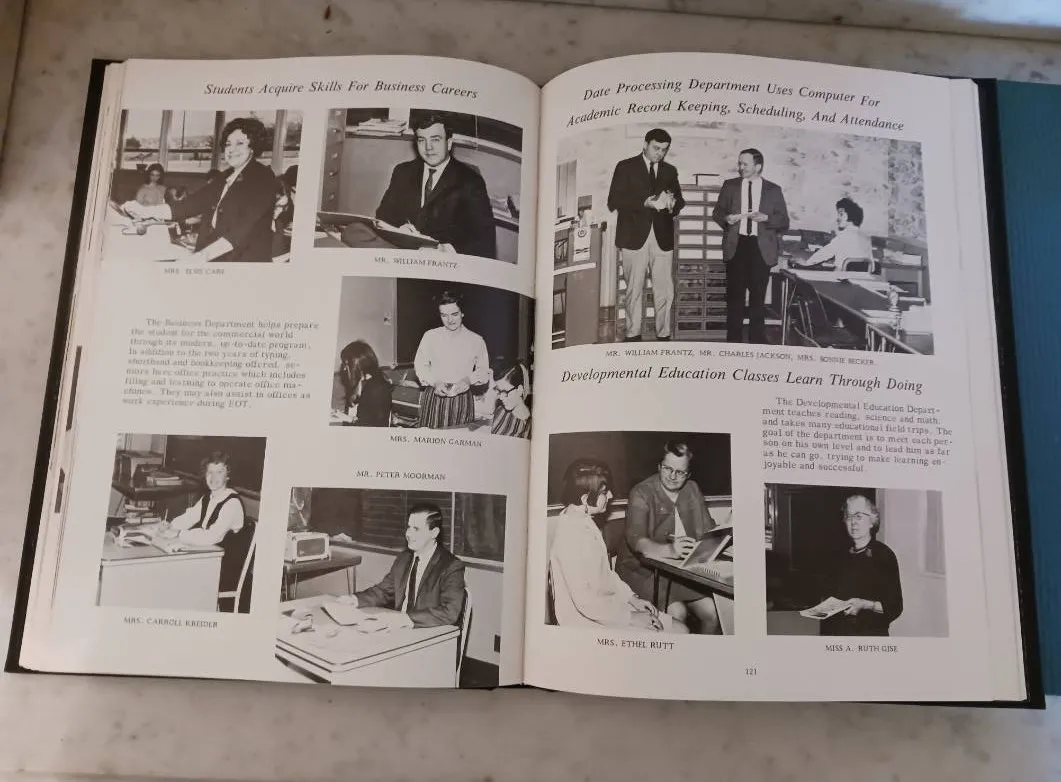 Students Acquire Skills For Business Careers
MRS. ELSIE CARE
MR. WILLIAM FRANTZ
The Business Department helps prepare
the student for the commercial world
through its modern, up-to-date program.
In addition to the two years of typing,
shorthand and bookkeeping offered, se-
niors have office practice which includes
filing and learning to operate office ma-
chines. They may also assist in offices as
work experience during EOT.
MRS. MARION GARMAN
MR. PETER MOORMAN
MRS. CARROLL KREIDER
Date Processing Department Uses Computer For
Academic Record Keeping, Scheduling, And Attendance
MR. WILLIAM FRANTZ, MR. CHARLES JACKSON, MRS. BONNIE BECKER
Developmental Education Classes Learn Through Doing
The Developmental Education Depart-
ment teaches reading, science and math,
and takes many educational field trips. The
goal of the department is to meet each per-
son on his own level and to lead him as far
as he can go, trying to make learning en-
joyable and successful.
MRS. ETHEL RUTT
MISS A. RUTH GISE
121